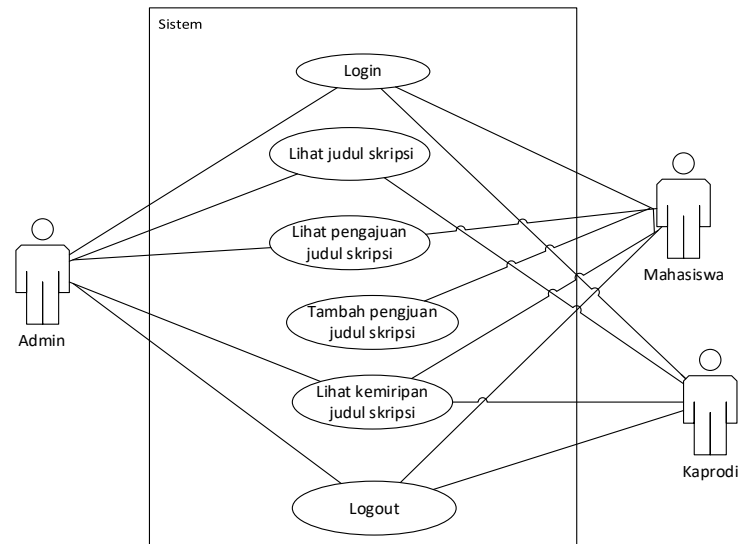 Sistem
Login
Lihat judul skripsi
Lihat pengajuan
judul skripsi
Tambah pengjuan
judul skripsi
Lihat kemiripan
judul skripsi
Logout
Admin
Mahasiswa
Kaprodi